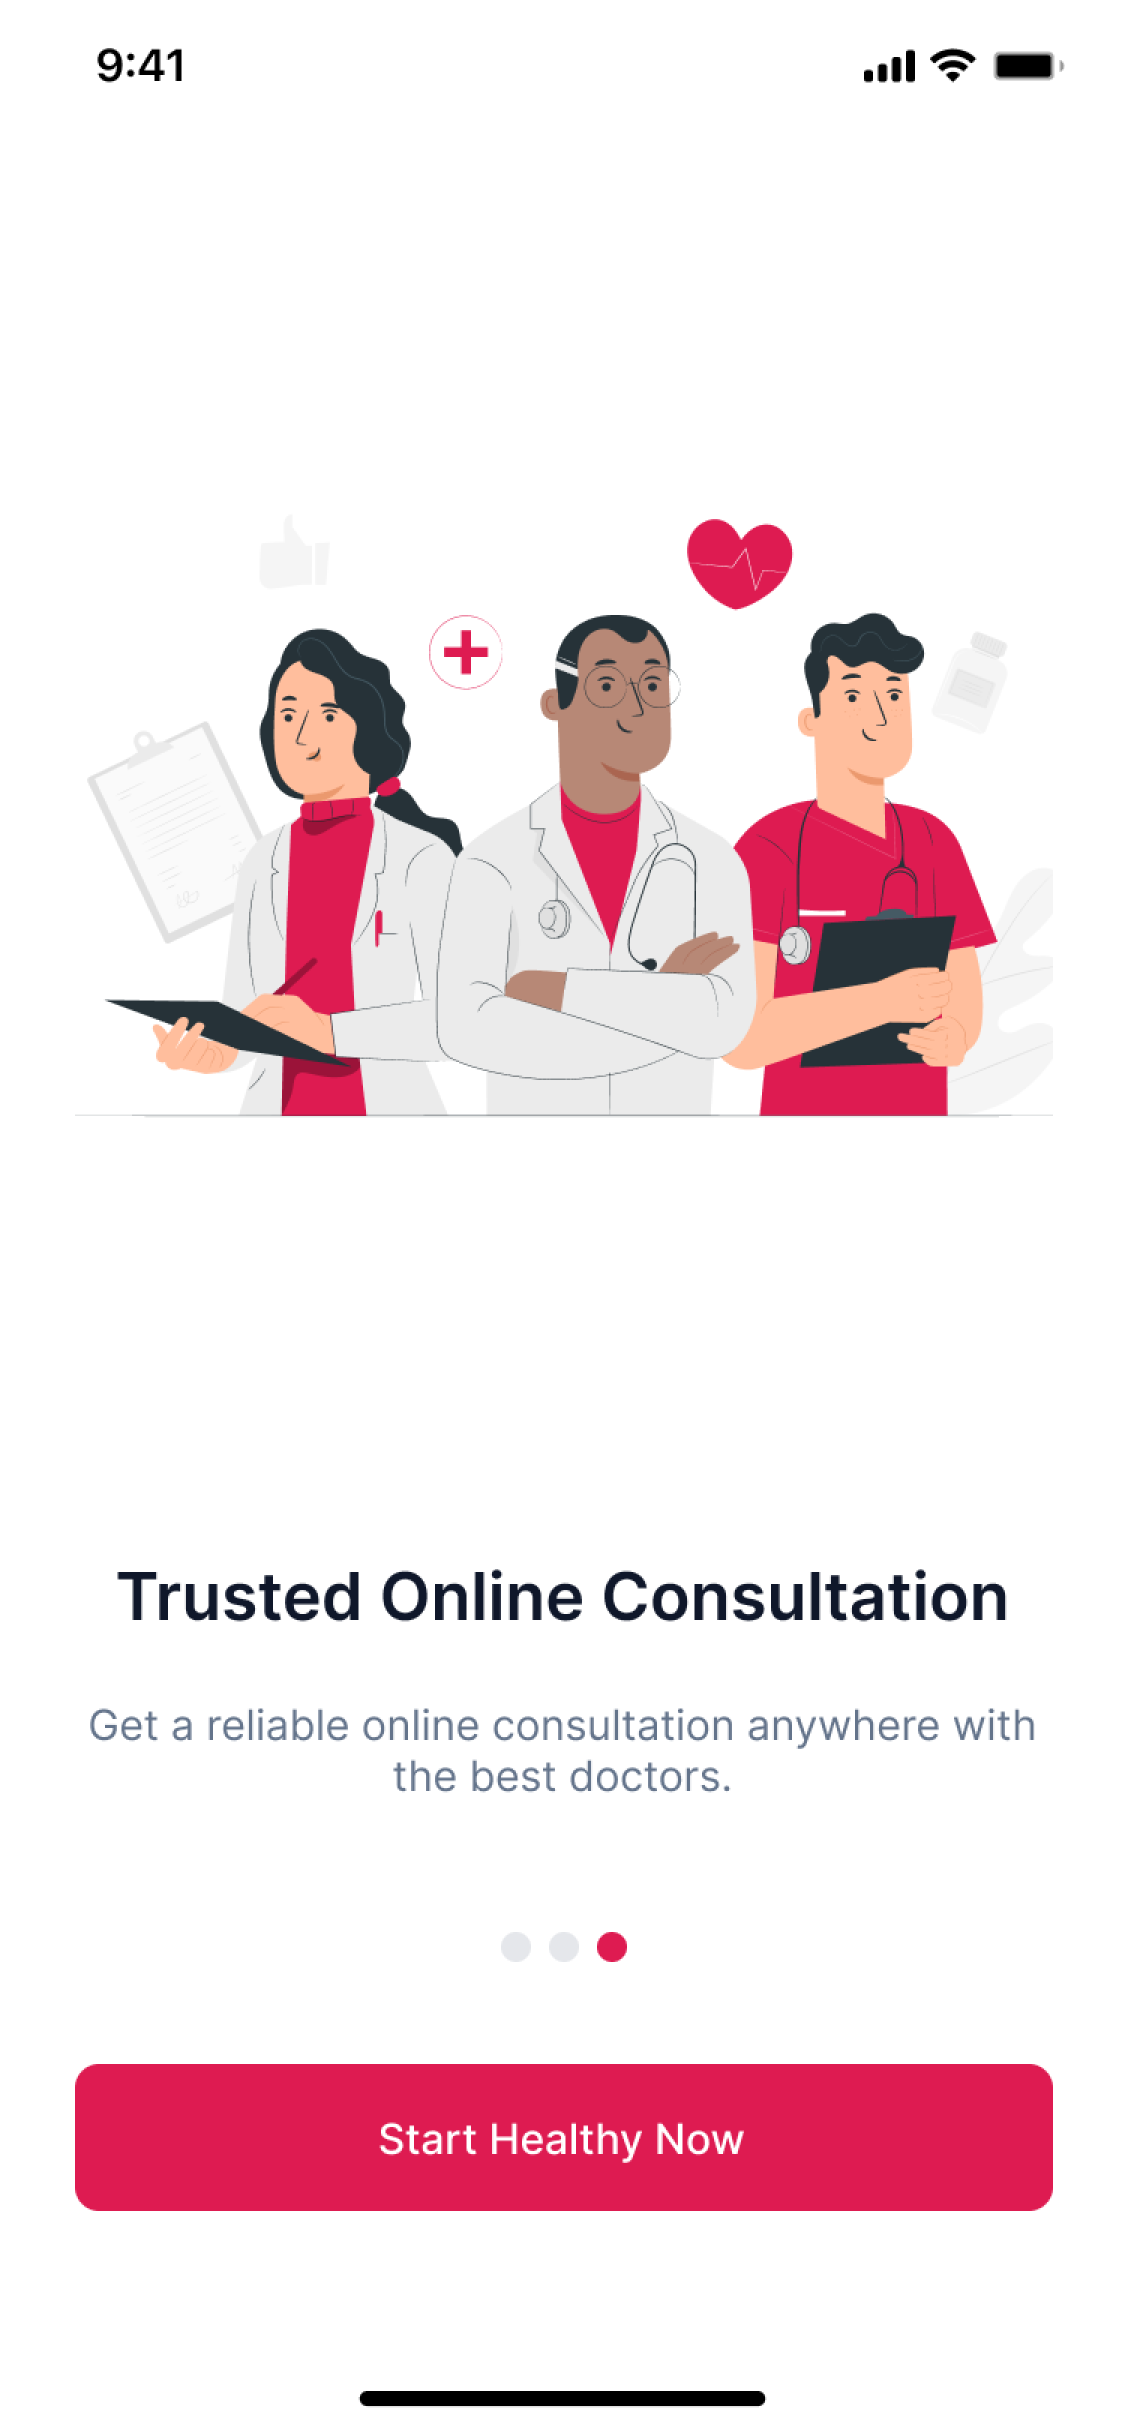 9:41
Trusted Online Consultation
Get a reliable online consultation anywhere with
the best doctors.
Start Healthy Now